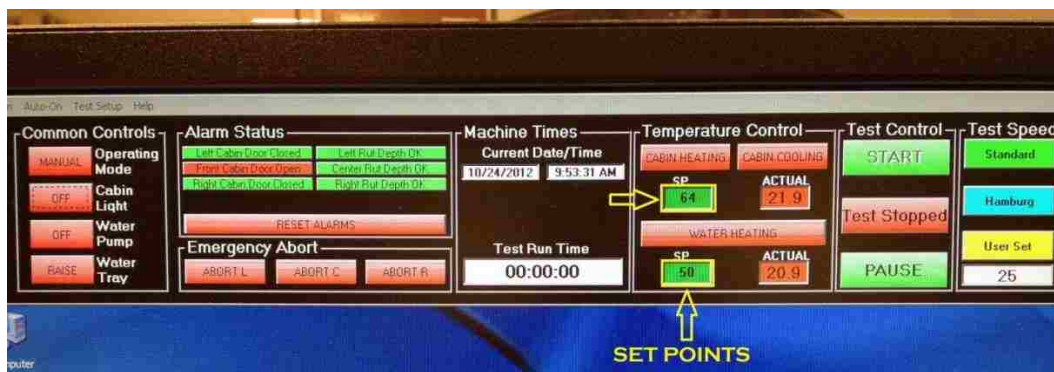 Auto-On Test Setup Help
Common Controls
MANUAL Operating Mode
OFF Cabin Light
OFF Water Pump
RAISE Water Tray
Alarm Status
Left Cabin Door Closed Left Rut Depth OK
Front Cabin Door Open Center Rut Depth OK
Right Cabin Door Closed Right Rut Depth OK
RESET ALARMS
Emergency Abort
ABORT L ABORT C ABORT R
Machine Times
Current Date/Time
10/24/2012 9:53:31 AM
Test Run Time
00:00:00
Temperature Control
CABIN HEATING CABIN COOLING
SP ACTUAL
64 21.9
WATER HEATING
SP ACTUAL
50 20.9
Test Control
START
Test Stopped
PAUSE
Test Speed
Standard
Hamburg
User Set
25
SET POINTS